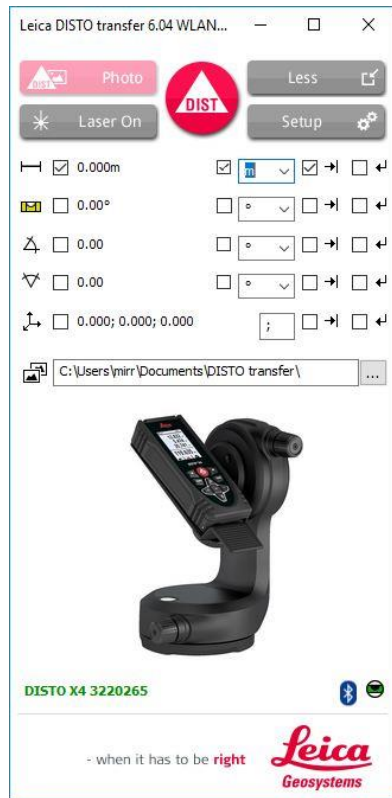 Leica DISTO transfer 6.04 WLAN...
DIST Photo
DIST
Less
Laser On
Setup
0.000m m
0.00° °
0.00 °
0.00 °
0.000; 0.000; 0.000 ;
C:\Users\mirr\Documents\DISTO transfer\ ...
Leica
DISTO X4 3220265
- when it has to be right
Leica
Geosystems